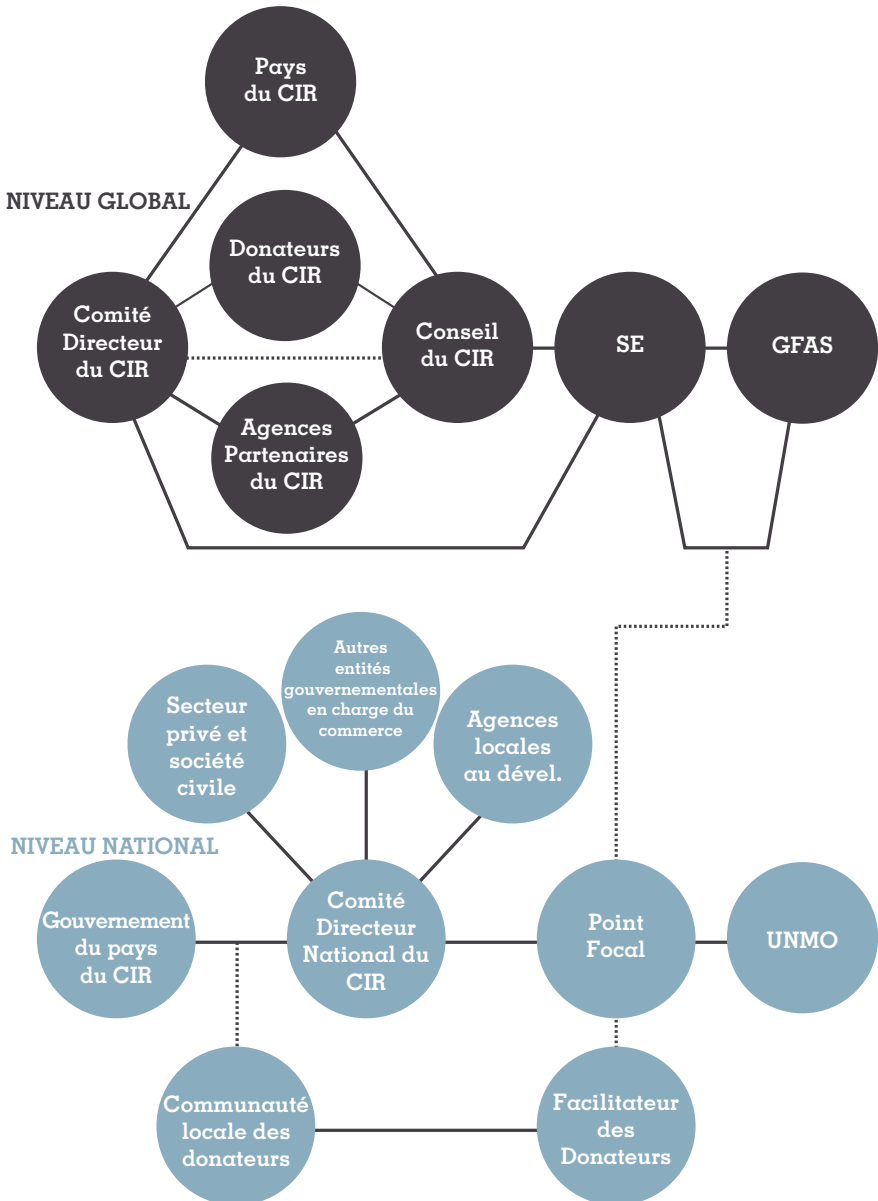 Pays
du CIR
NIVEAU GLOBAL
Donateurs
du CIR
Comité
Directeur
du CIR
Conseil
du CIR
SE
GFAS
Agences
Partenaires
du CIR
Autres
entités
gouvernementales
en charge du
commerce
Secteur
privé et
société
civile
Agences
locales
au dével.
NIVEAU NATIONAL
Gouvernement
du pays
du CIR
Comité
Directeur
National du
CIR
Point
Focal
UNMO
Communauté
locale des
donateurs
Facilitateur
des
Donateurs